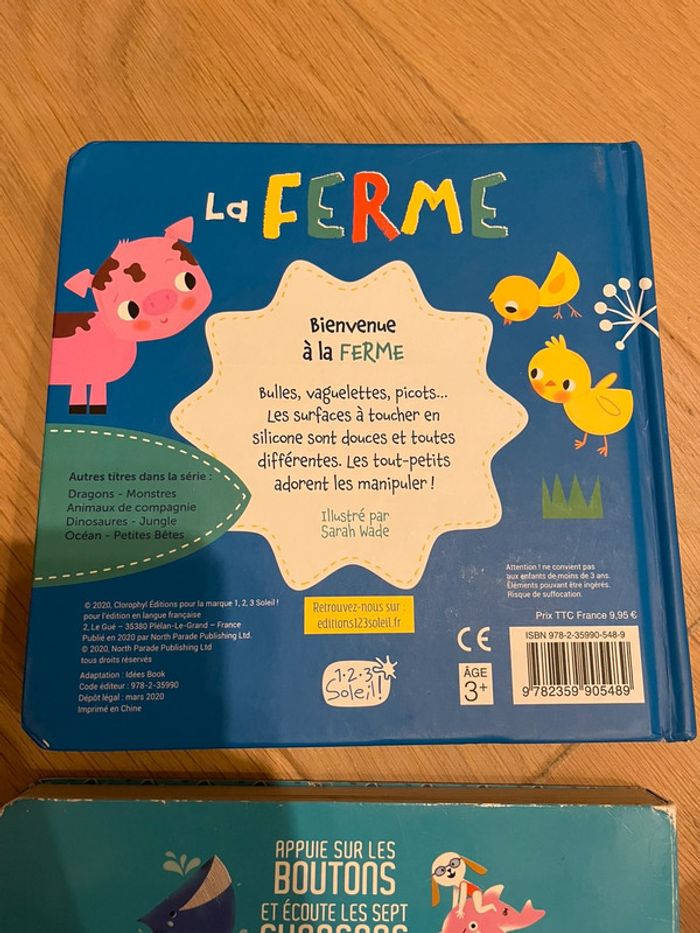 La FERME
Bienvenue
à la FERME
Bulles, vaguelettes, picots...
Les surfaces à toucher en
silicone sont douces et toutes
différentes. Les tout-petits
adorent les manipuler !
Illustré par
Sarah Wade
Autres titres dans la série :
Dragons - Monstres
Animaux de compagnie
Dinosaures - Jungle
Océan - Petites Bêtes
© 2020, Clorophyl Éditions pour la marque 1, 2, 3 Soleil !
pour l'édition en langue française
2, Le Gué – 35380 Plélan-Le-Grand – France
Publié en 2020 par North Parade Publishing Ltd.
© 2020, North Parade Publishing Ltd.
tous droits réservés
Adaptation : Idées Book
Code éditeur : 978-2-35990
Dépôt légal : mars 2020
Imprimé en Chine
Retrouvez-nous sur :
editions123soleil.fr
1•2•3
Soleil!
Attention ! ne convient pas
aux enfants de moins de 3 ans.
Éléments pouvant être ingérés.
Risque de suffocation.
Prix TTC France 9,95 €
CE
ÂGE
3+
ISBN 978-2-35990-548-9
9 782359 905489
APPUIE SUR LES
BOUTONS
ET ÉCOUTE LES SEPT
CHANSONS